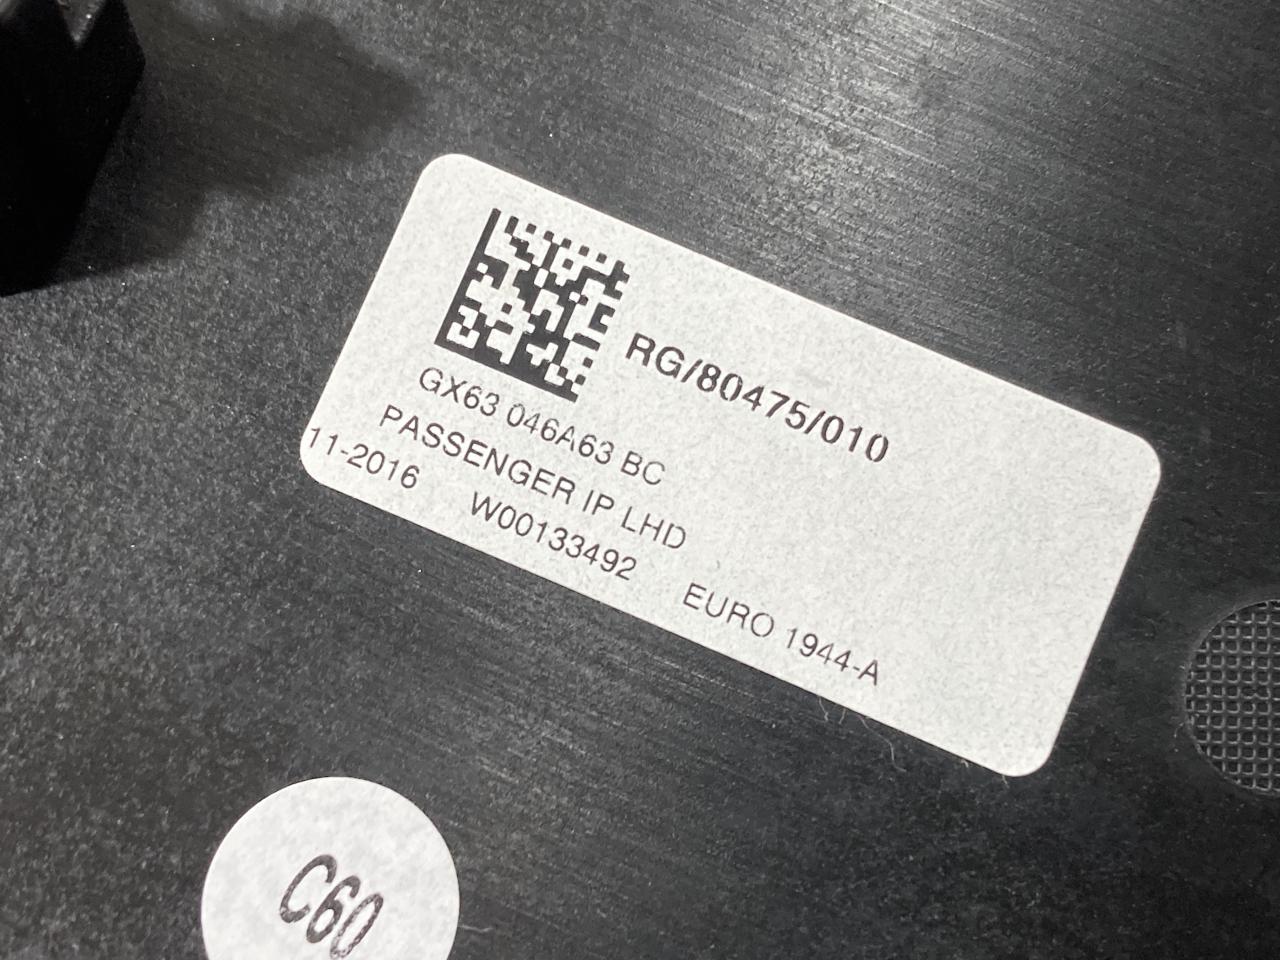 RG/80475/010
GX63 046A63 BC
PASSENGER IP LHD
11-2016 W00133492 EURO 1944-A
C60